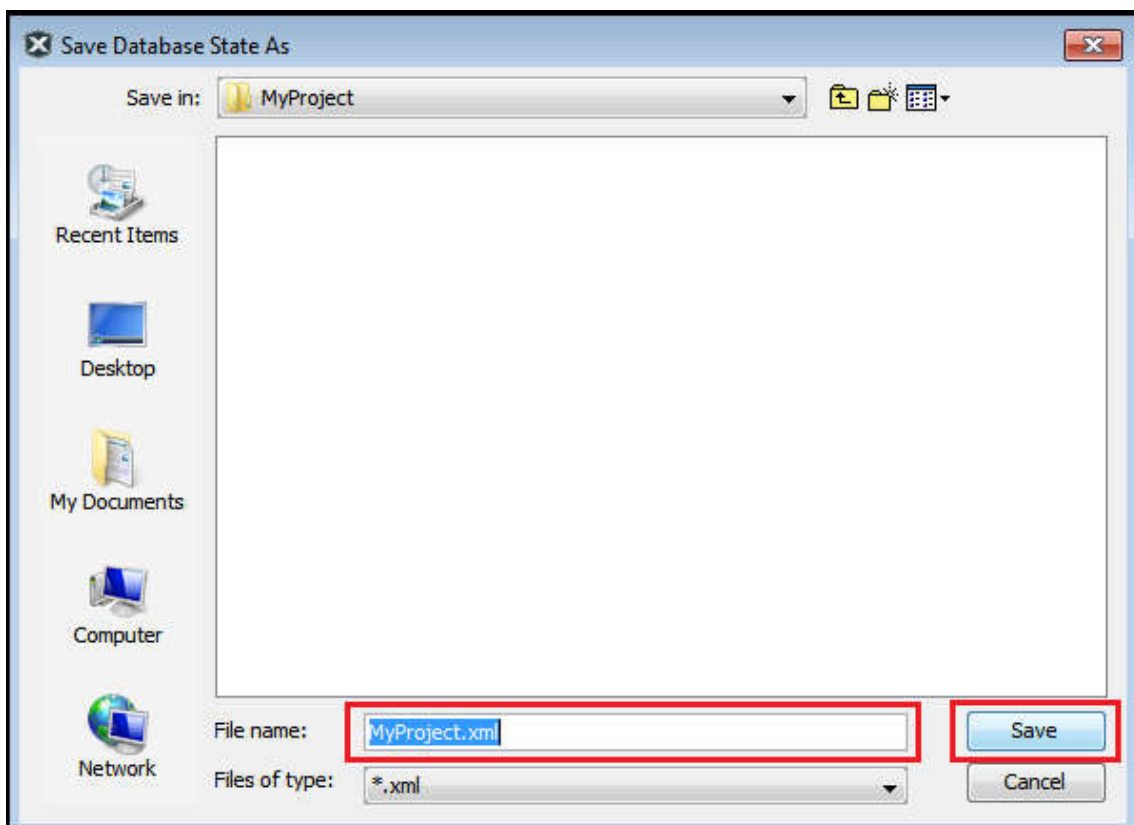 Save Database State As
Save in: MyProject
Recent Items
Desktop
My Documents
Computer
Network
File name: MyProject.xml Save
Files of type: *.xml Cancel